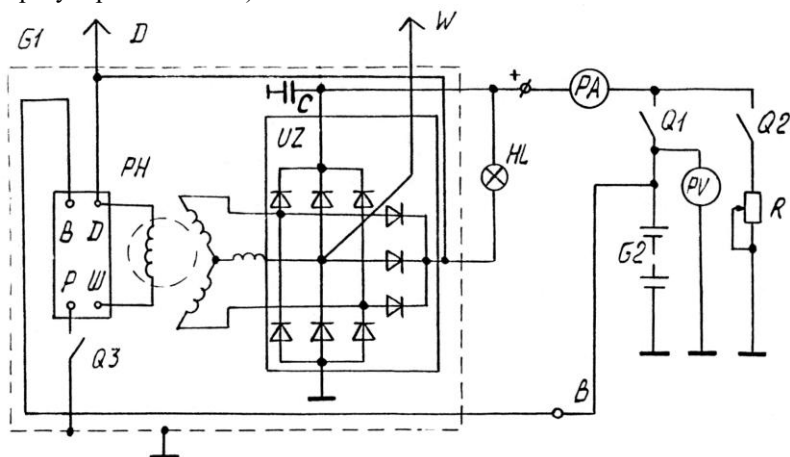 G1 D W
C + PA
UZ Q1 Q2
PH HL PV
B D R
P W G2
Q3
B